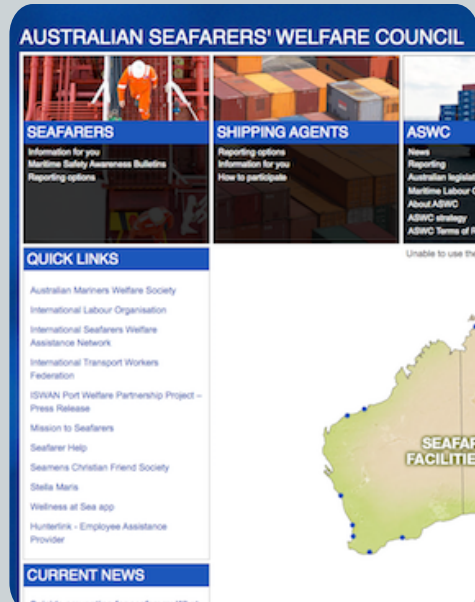 AUSTRALIAN SEAFARERS' WELFARE COUNCIL
SEAFARERS
Information for you
Maritime Safety Awareness Bulletins
Reporting options
SHIPPING AGENTS
Reporting options
Information for you
How to participate
ASWC
News
Reporting
Australian
Maritime Labour
About ASWC
ASWC strategy
ASWC Terms of
Unable to use the
QUICK LINKS
Australian Mariners Welfare Society
International Labour Organisation
International Seafarers Welfare
Assistance Network
International Transport Workers
Federation
ISWAN Port Welfare Partnership Project –
Press Release
Mission to Seafarers
Seafarer Help
Seamens Christian Friend Society
Stella Maris
Wellness at Sea app
Hunterlink - Employee Assistance
Provider
SEAFAR
FACILITIE
CURRENT NEWS